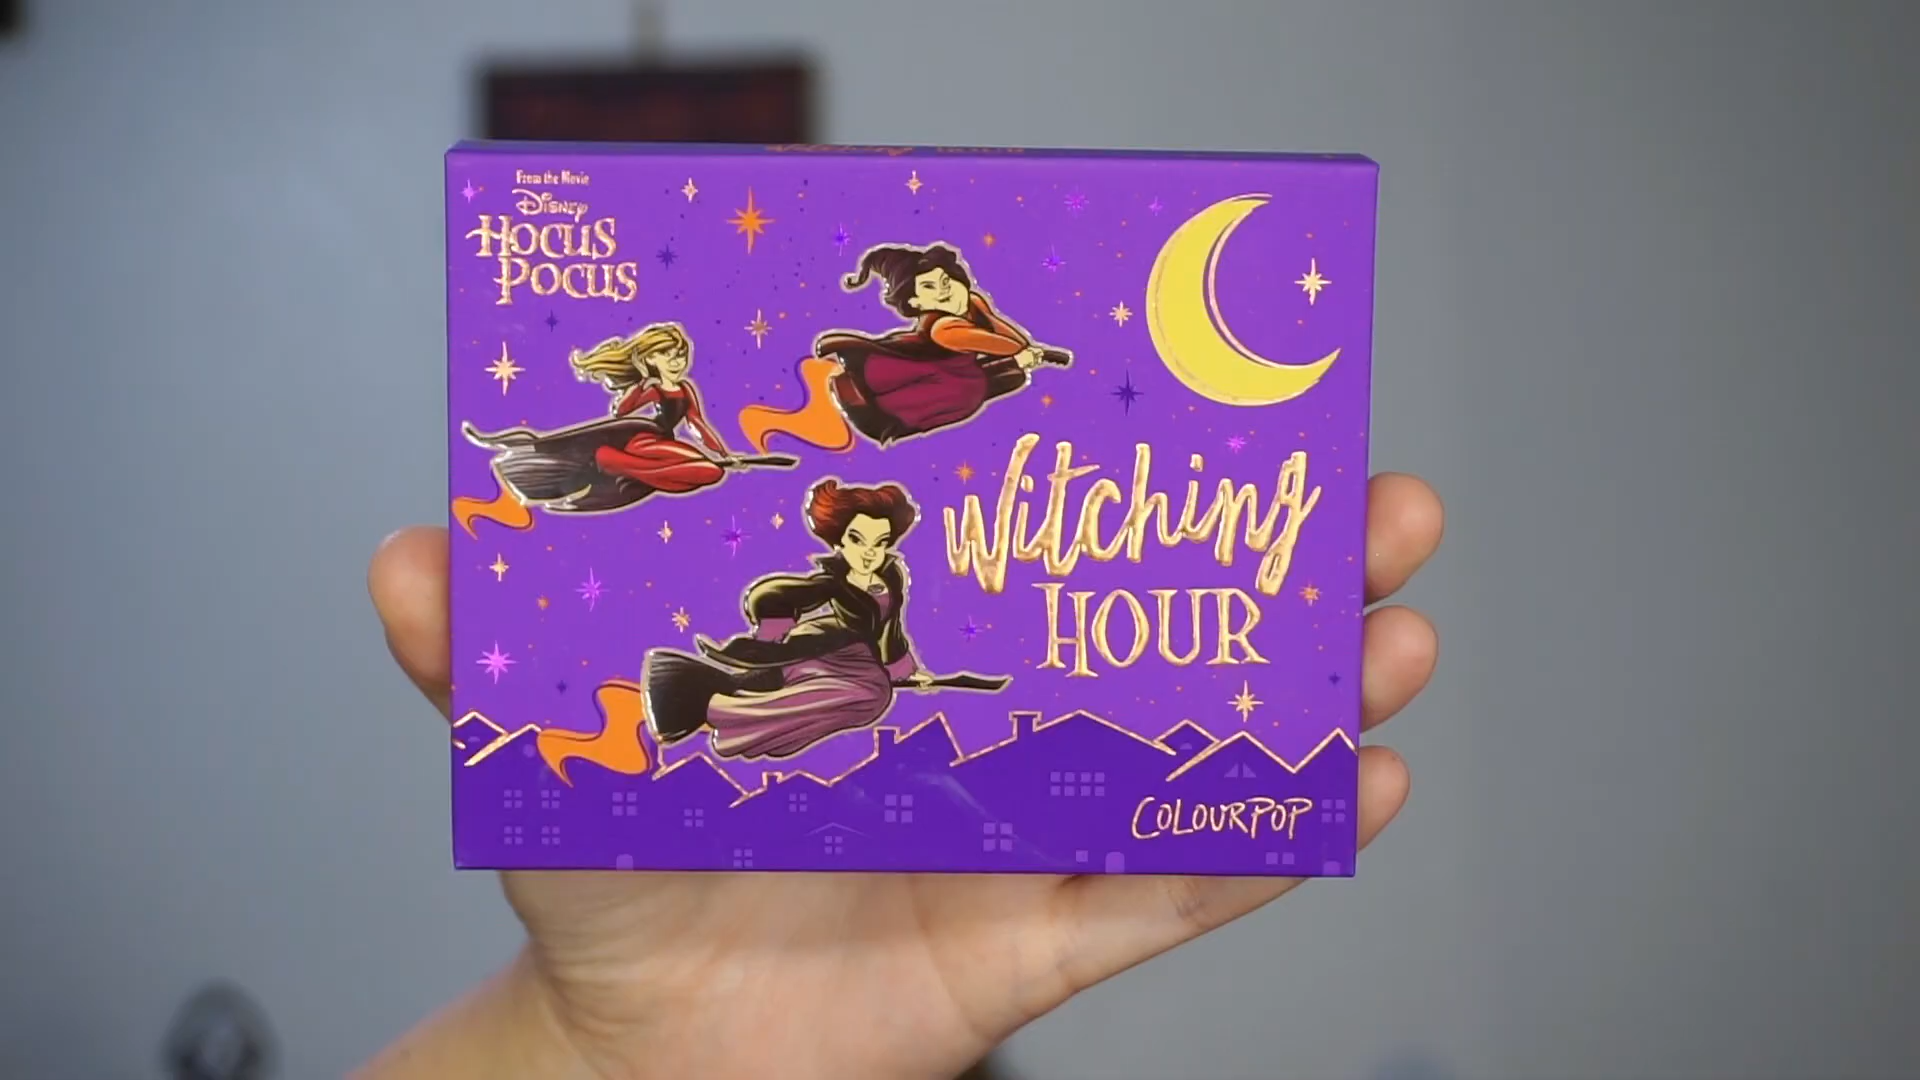 From the Movie
Disney
Hocus
Pocus
Witching
HOUR
COLOURPOP